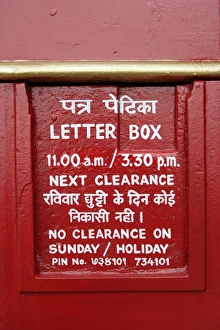 पत्र पेटिका
LETTER BOX
11.00 a.m. / 3.30 p.m.
NEXT CLEARANCE
रविवार छुट्टी के दिन कोई
निकासी नही ।
NO CLEARANCE ON
SUNDAY / HOLIDAY
PIN No. ७३४१०१ 734101